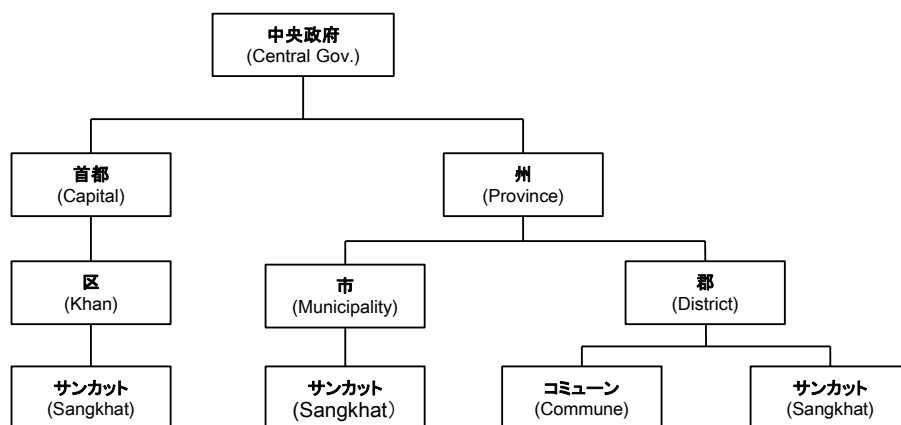 中央政府
(Central Gov.)
首都
(Capital)
州
(Province)
区
(Khan)
市
(Municipality)
郡
(District)
サンカット
(Sangkhat)
サンカット
(Sangkhat）
コミューン
(Commune)
サンカット
(Sangkhat)